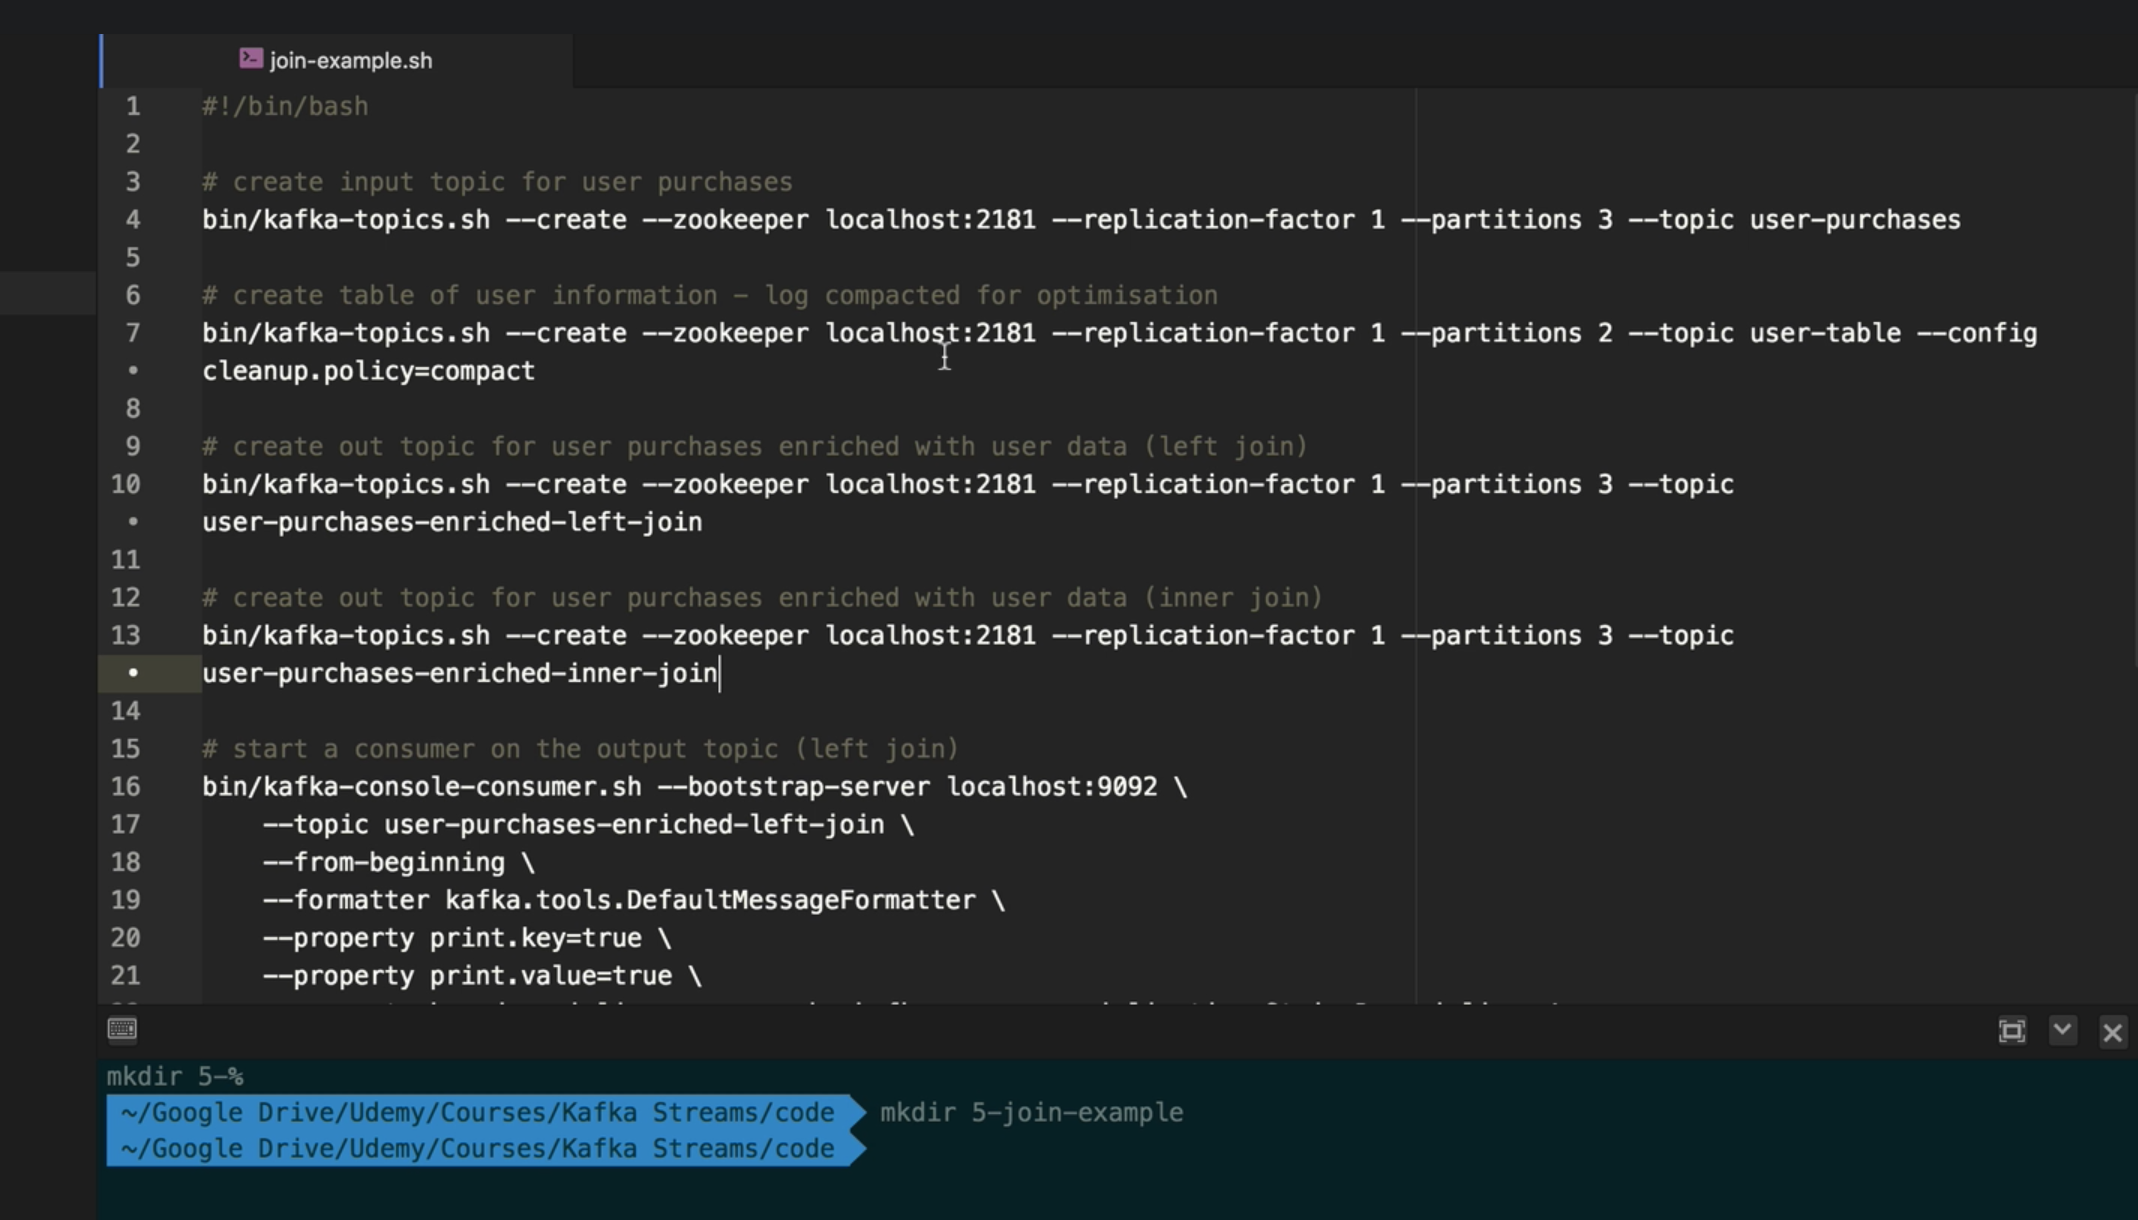 join-example.sh
1 #!/bin/bash
2
3 # create input topic for user purchases
4 bin/kafka-topics.sh --create --zookeeper localhost:2181 --replication-factor 1 --partitions 3 --topic user-purchases
5
6 # create table of user information - log compacted for optimisation
7 bin/kafka-topics.sh --create --zookeeper localhost:2181 --replication-factor 1 --partitions 2 --topic user-table --config
• cleanup.policy=compact
8
9 # create out topic for user purchases enriched with user data (left join)
10 bin/kafka-topics.sh --create --zookeeper localhost:2181 --replication-factor 1 --partitions 3 --topic
• user-purchases-enriched-left-join
11
12 # create out topic for user purchases enriched with user data (inner join)
13 bin/kafka-topics.sh --create --zookeeper localhost:2181 --replication-factor 1 --partitions 3 --topic
• user-purchases-enriched-inner-join
14
15 # start a consumer on the output topic (left join)
16 bin/kafka-console-consumer.sh --bootstrap-server localhost:9092 \
17     --topic user-purchases-enriched-left-join \
18     --from-beginning \
19     --formatter kafka.tools.DefaultMessageFormatter \
20     --property print.key=true \
21     --property print.value=true \
mkdir 5-%
~/Google Drive/Udemy/Courses/Kafka Streams/code mkdir 5-join-example
~/Google Drive/Udemy/Courses/Kafka Streams/code